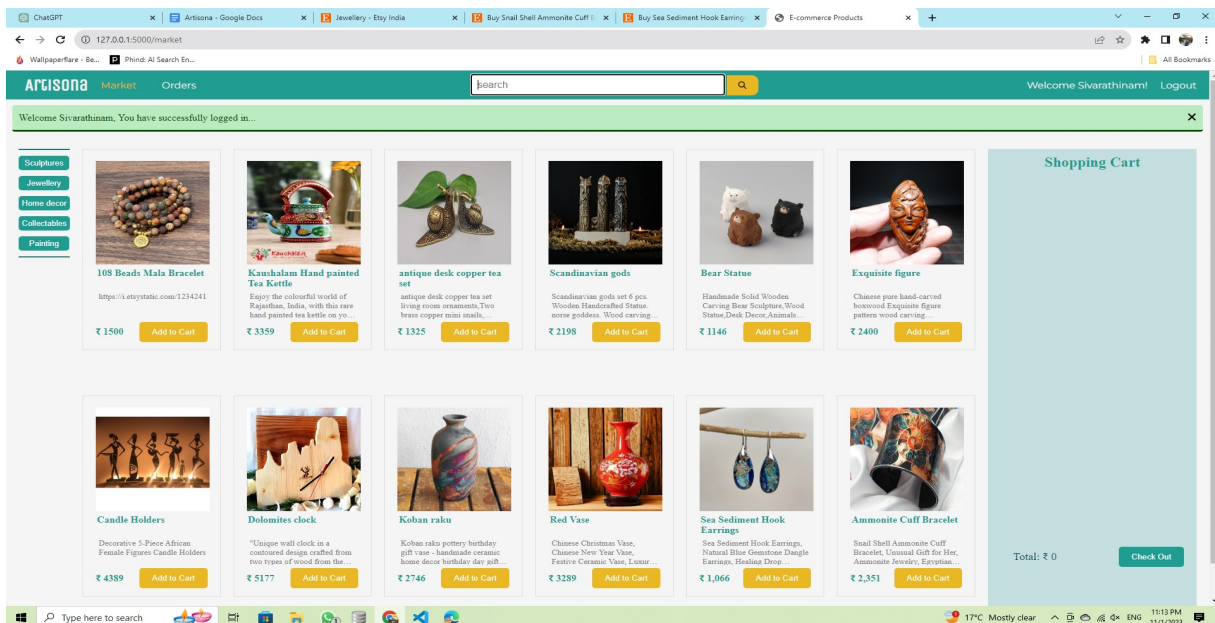 ChatGPT
Artisona - Google Docs
Jewellery - Etsy India
Buy Snail Shell Ammonite Cuff B
Buy Sea Sediment Hook Earrings
E-commerce Products
127.0.0.1:5000/market
Wallpaperflare - Be...
Phind: AI Search En...
All Bookmarks
Artisona Market Orders
search
Welcome Sivarathinam! Logout
Welcome Sivarathinam, You have successfully logged in...
Sculptures
Jewellery
Home decor
Collectables
Painting
108 Beads Mala Bracelet
https://i.etsystatic.com/1234241
₹ 1500 Add to Cart
Kaushalam
Kaushalam Hand painted
Tea Kettle
Enjoy the colourful world of
Rajasthan, India, with this rare
hand painted tea kettle on yo...
₹ 3359 Add to Cart
antique desk copper tea
set
antique desk copper tea set
living room ornaments,Two
brass copper mini snails,...
₹ 1325 Add to Cart
Scandinavian gods
Scandinavian gods set 6 pcs.
Wooden Handcrafted Statue.
norse goddess. Wood carving...
₹ 2198 Add to Cart
Bear Statue
Handmade Solid Wooden
Carving Bear Sculpture,Wood
Statue,Desk Decor,Animals...
₹ 1146 Add to Cart
Exquisite figure
Chinese pure hand-carved
boxwood Exquisite figure
pattern wood carving...
₹ 2400 Add to Cart
Candle Holders
Decorative 5-Piece African
Female Figures Candle Holders
₹ 4389 Add to Cart
Dolomites clock
"Unique wall clock in a
contoured design crafted from
two types of wood from the...
₹ 5177 Add to Cart
Koban raku
Koban raku pottery birthday
gift vase - handmade ceramic
home decor birthday day gift...
₹ 2746 Add to Cart
Red Vase
Chinese Christmas Vase,
Chinese New Year Vase,
Festive Ceramic Vase, Luxur...
₹ 3289 Add to Cart
Sea Sediment Hook
Earrings
Sea Sediment Hook Earrings,
Natural Blue Gemstone Dangle
Earrings, Healing Drop...
₹ 1,066 Add to Cart
Ammonite Cuff Bracelet
Snail Shell Ammonite Cuff
Bracelet, Unusual Gift for Her,
Ammonite Jewelry, Egyptian...
₹ 2,351 Add to Cart
Shopping Cart
Total: ₹ 0 Check Out
Type here to search
17°C Mostly clear
ENG
11:13 PM
11/1/2023